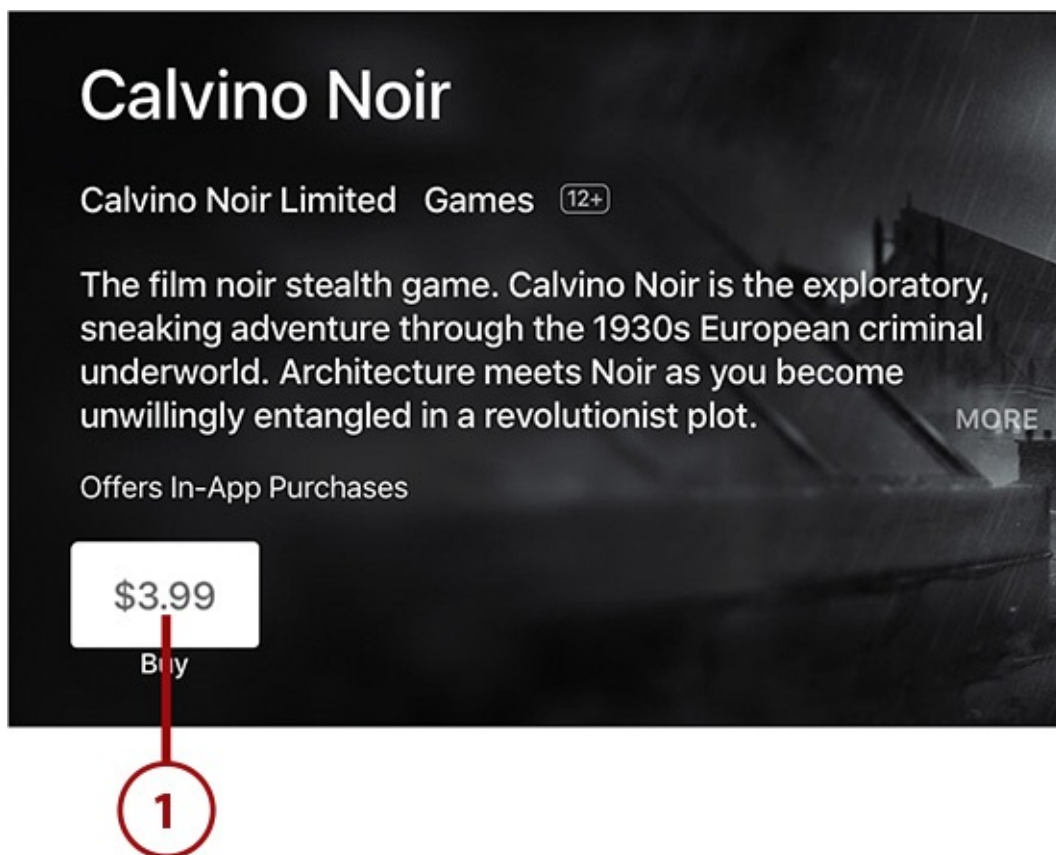 Calvino Noir
Calvino Noir Limited Games 12+
The film noir stealth game. Calvino Noir is the exploratory,
sneaking adventure through the 1930s European criminal
underworld. Architecture meets Noir as you become
unwillingly entangled in a revolutionist plot. MORE
Offers In-App Purchases
$3.99
Buy
1